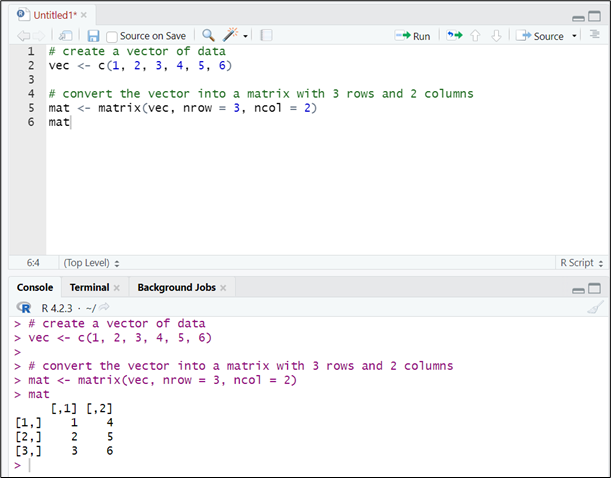 Untitled1*
Source on Save
Run
Source
1 # create a vector of data
2 vec <- c(1, 2, 3, 4, 5, 6)
3
4 # convert the vector into a matrix with 3 rows and 2 columns
5 mat <- matrix(vec, nrow = 3, ncol = 2)
6 mat
6:4 (Top Level) R Script
Console Terminal Background Jobs
R R 4.2.3 · ~/
> # create a vector of data
> vec <- c(1, 2, 3, 4, 5, 6)
>
> # convert the vector into a matrix with 3 rows and 2 columns
> mat <- matrix(vec, nrow = 3, ncol = 2)
> mat
     [,1] [,2]
[1,]    1    4
[2,]    2    5
[3,]    3    6
>